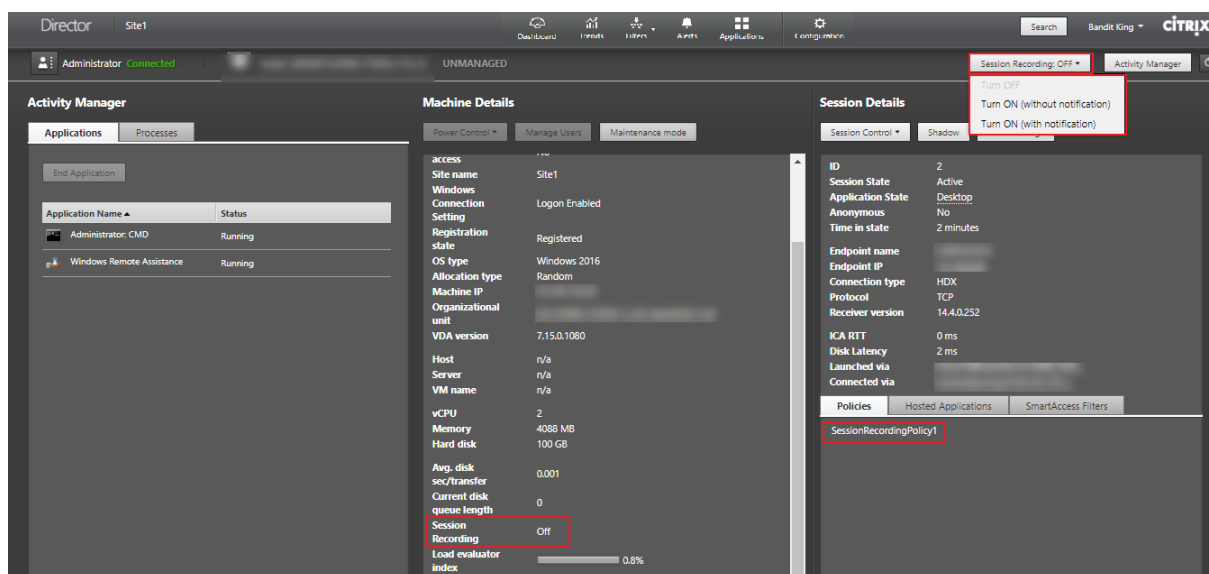 Director Site1
Dashboard Trends Filters Alerts Applications Configuration
Search Bandit King CİTRIX
Administrator Connected
UNMANAGED
Session Recording: OFF Activity Manager
Turn OFF
Turn ON (without notification)
Turn ON (with notification)
Activity Manager
Applications Processes
End Application
Application Name Status
Administrator: CMD Running
Windows Remote Assistance Running
Machine Details
Power Control Manage Users Maintenance mode
access No
Site name Site1
Windows
Connection Logon Enabled
Setting
Registration
state Registered
OS type Windows 2016
Allocation type Random
Machine IP
Organizational
unit
VDA version 7.15.0.1080
Host n/a
Server n/a
VM name n/a
vCPU 2
Memory 4088 MB
Hard disk 100 GB
Avg. disk
sec/transfer 0.001
Current disk
queue length 0
Session
Recording Off
Load evaluator
index 0.8%
Session Details
Session Control Shadow
ID 2
Session State Active
Application State Desktop
Anonymous No
Time in state 2 minutes
Endpoint name
Endpoint IP
Connection type HDX
Protocol TCP
Receiver version 14.4.0.252
ICA RTT 0 ms
Disk Latency 2 ms
Launched via
Connected via
Policies Hosted Applications SmartAccess Filters
SessionRecordingPolicy1